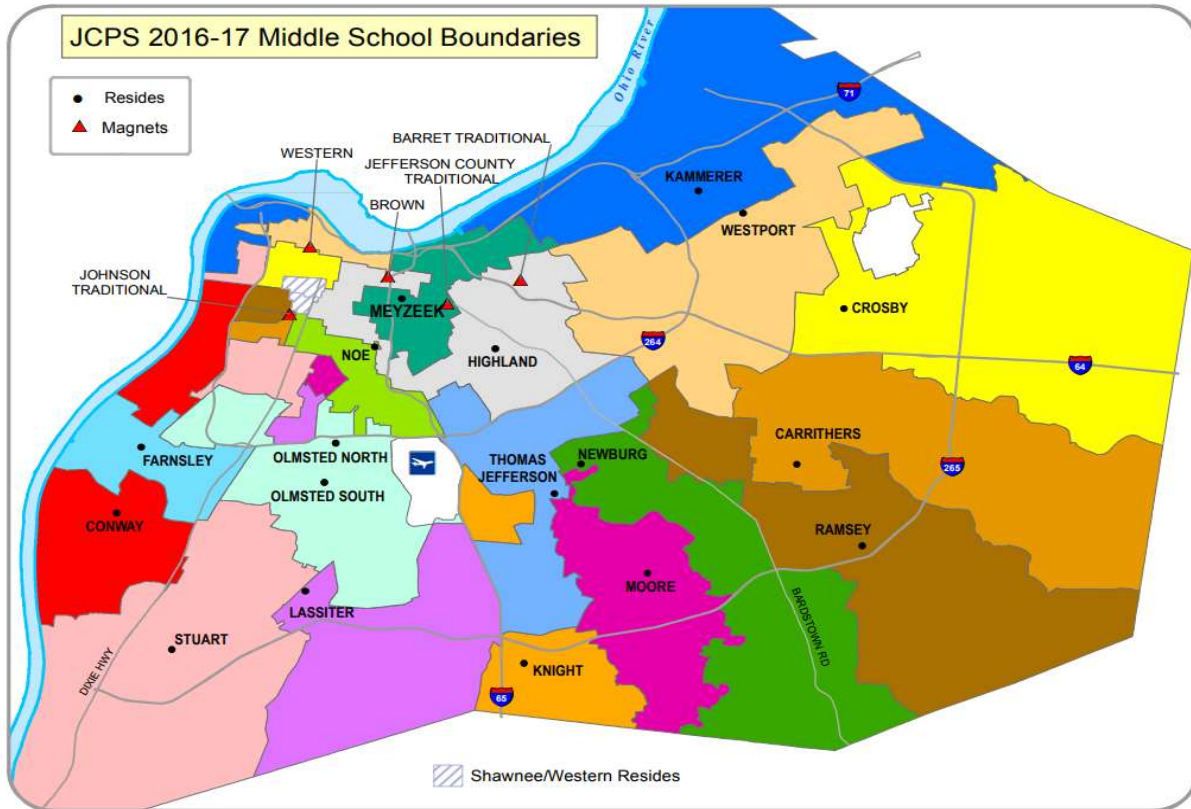 JCPS 2016-17 Middle School Boundaries
Resides
Magnets
Ohio River
71
BARRET TRADITIONAL
JEFFERSON COUNTY
TRADITIONAL
WESTERN
BROWN
KAMMERER
WESTPORT
JOHNSON
TRADITIONAL
MEYZEEK
CROSBY
NOE
HIGHLAND
264
64
FARNSLEY
OLMSTED NORTH
OLMSTED SOUTH
THOMAS
JEFFERSON
NEWBURG
CARRITHERS
265
CONWAY
RAMSEY
MOORE
LASSITER
BARDSTOWN RD
STUART
KNIGHT
DIXIE HWY
65
Shawnee/Western Resides